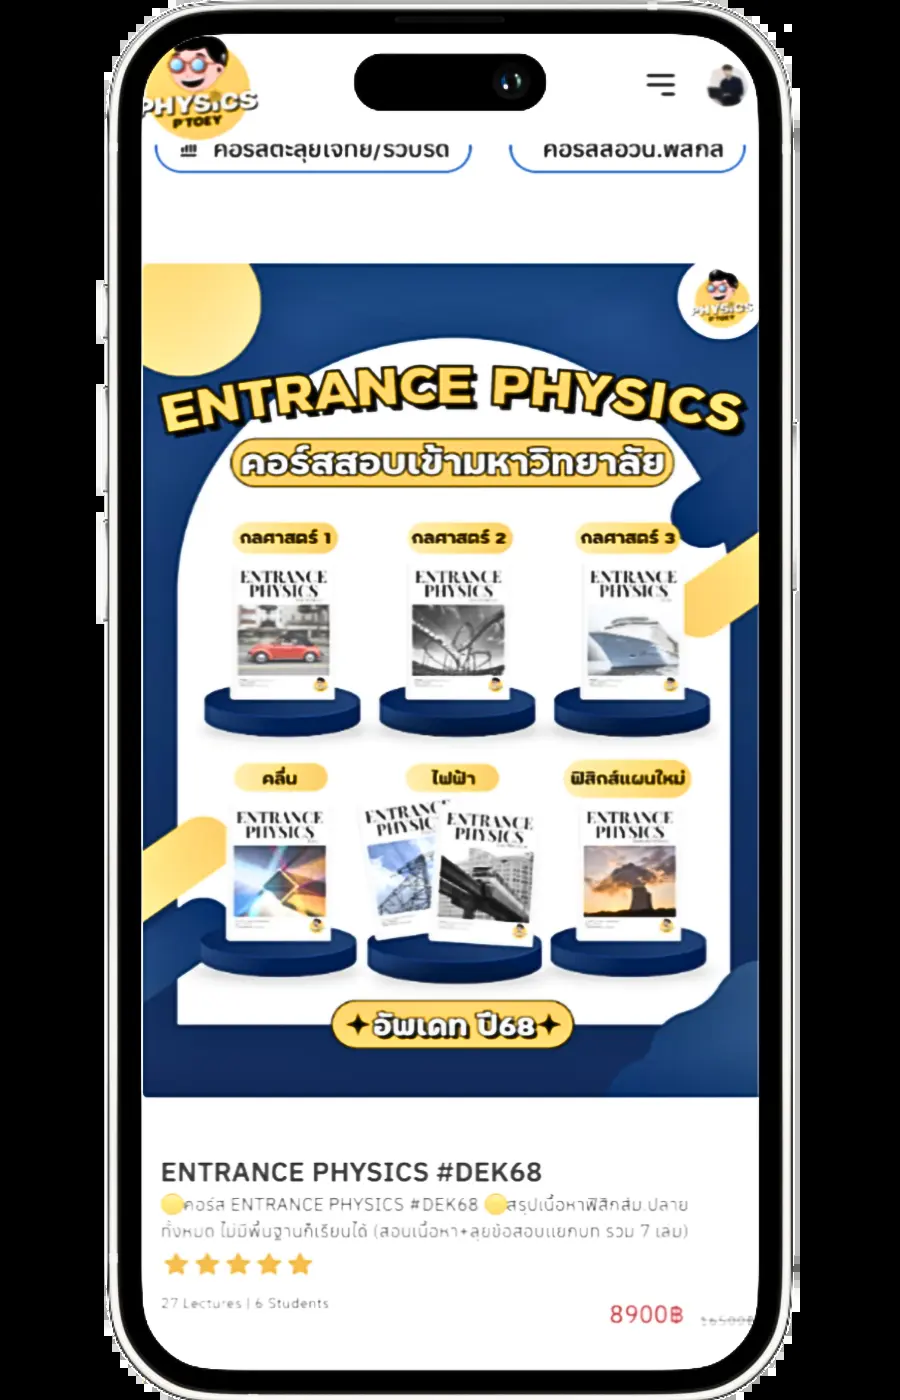 PHYSICS
P'TOEY
คอร์สตะลุยโจทย์/รวบรัด
คอร์สสอวน.ฟิสิกส์
PHYSICS
P'TOEY
ENTRANCE PHYSICS
คอร์สสอบเข้ามหาวิทยาลัย
กลศาสตร์ 1
กลศาสตร์ 2
กลศาสตร์ 3
ENTRANCE
PHYSICS
ENTRANCE
PHYSICS
ENTRANCE
PHYSICS
คลื่น
ไฟฟ้า
ฟิสิกส์แผนใหม่
ENTRANCE
PHYSICS
ENTRANC
PHYSIC
ENTRANCE
PHYSICS
ENTRANCE
PHYSICS
อัพเดท ปี68
ENTRANCE PHYSICS #DEK68
คอร์ส ENTRANCE PHYSICS #DEK68 สรุปเนื้อหาฟิสิกส์ม.ปลาย
ทั้งหมด ไม่มีพื้นฐานก็เรียนได้ (สอนเนื้อหา+ลุยข้อสอบแยกบท รวม 7 เล่ม)
27 Lectures | 6 Students
8900฿